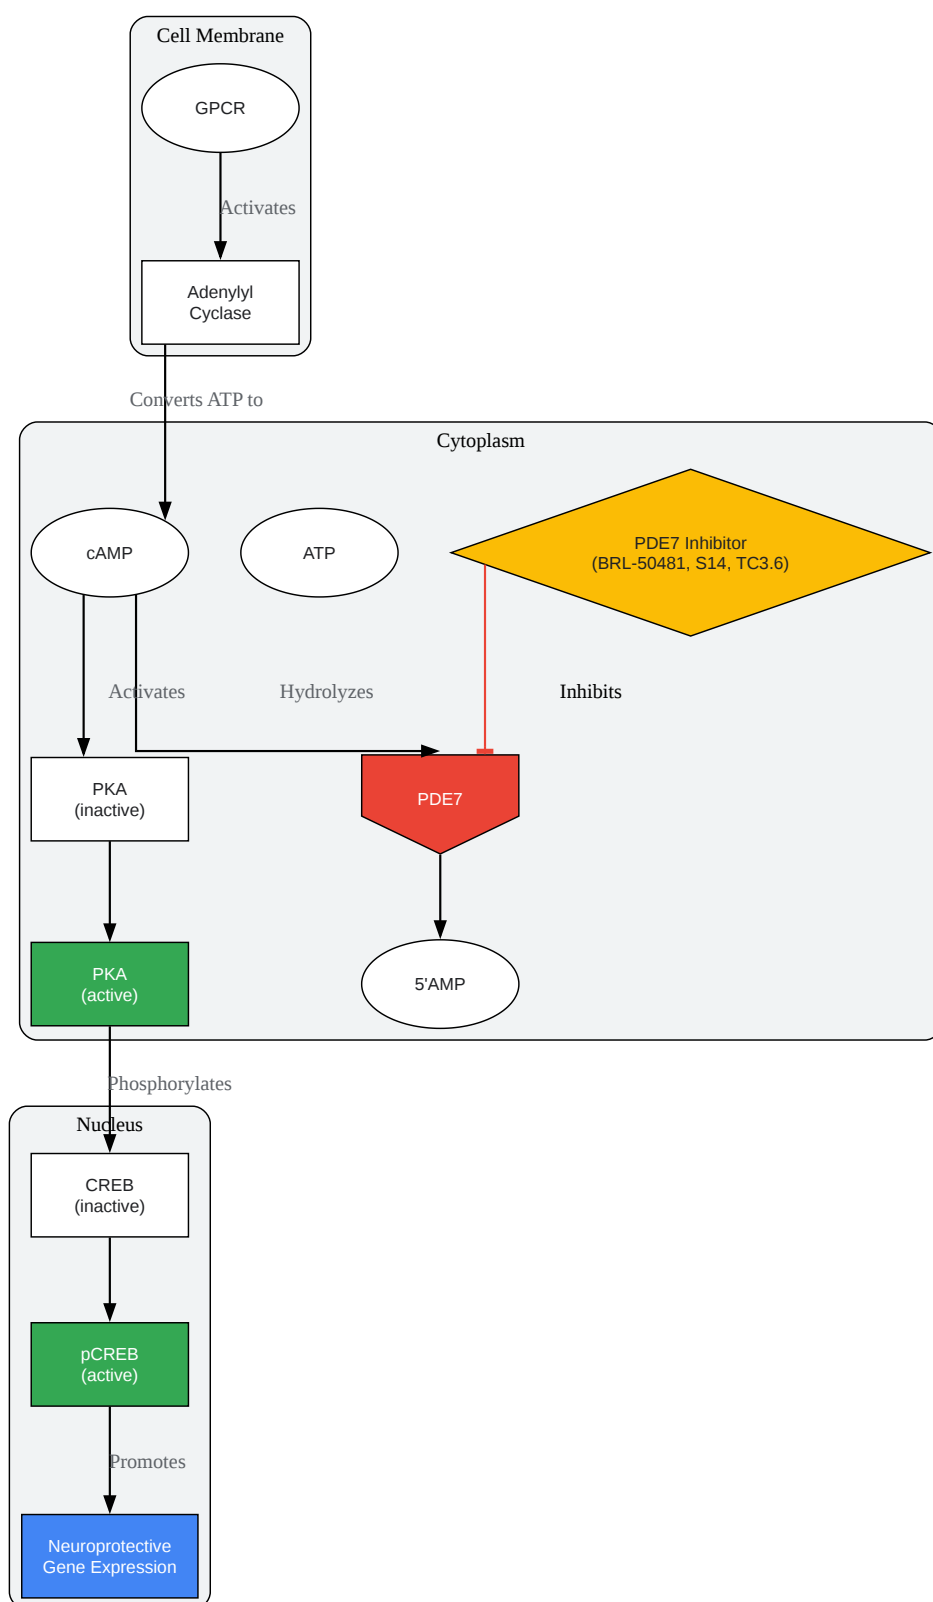 Cell Membrane
GPCR
Activates
Adenylyl
Cyclase
Converts ATP to
Cytoplasm
cAMP
ATP
PDE7 Inhibitor
(BRL-50481, S14, TC3.6)
Activates
Hydrolyzes
Inhibits
PKA
(inactive)
PDE7
PKA
(active)
5'AMP
Phosphorylates
Nucleus
CREB
(inactive)
pCREB
(active)
Promotes
Neuroprotective
Gene Expression